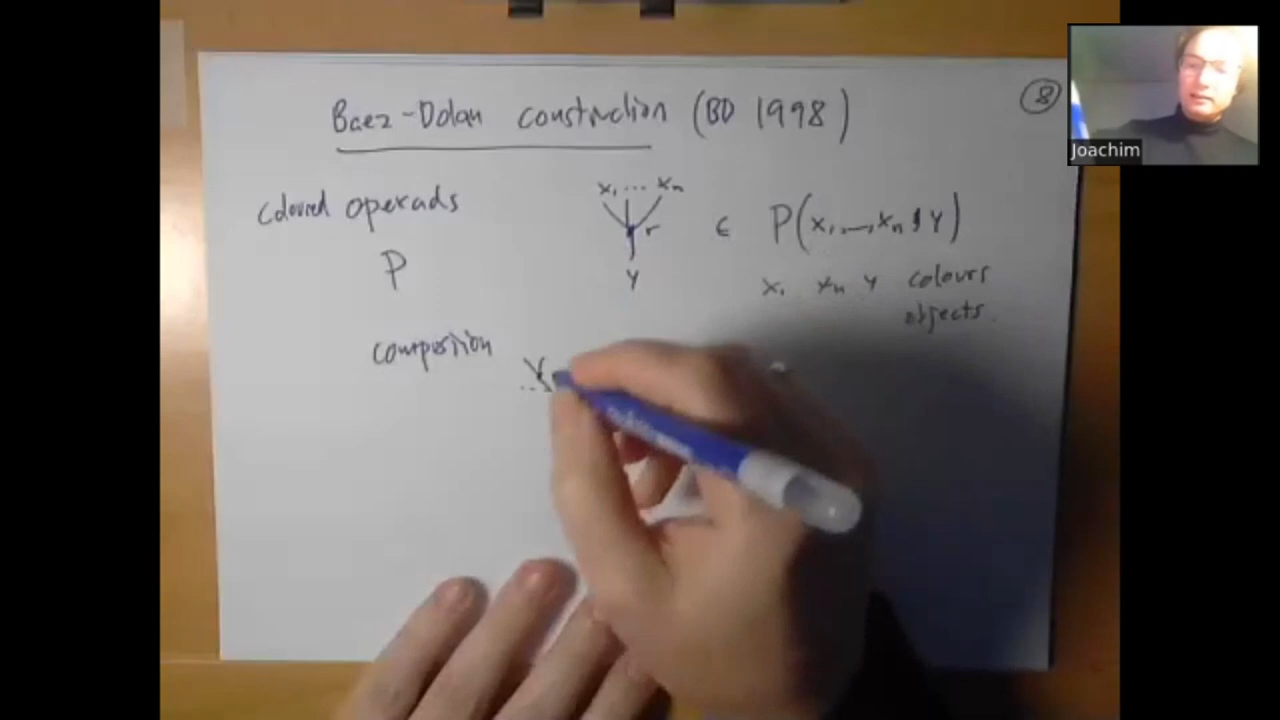 Baez-Dolan construction (BD 1998)
8
Coloured operads
x₁ ... xₙ
r
y
∈ P(x₁, ..., xₙ; y)
P
x₁ xₙ y colours
objects.
composition
Joachim